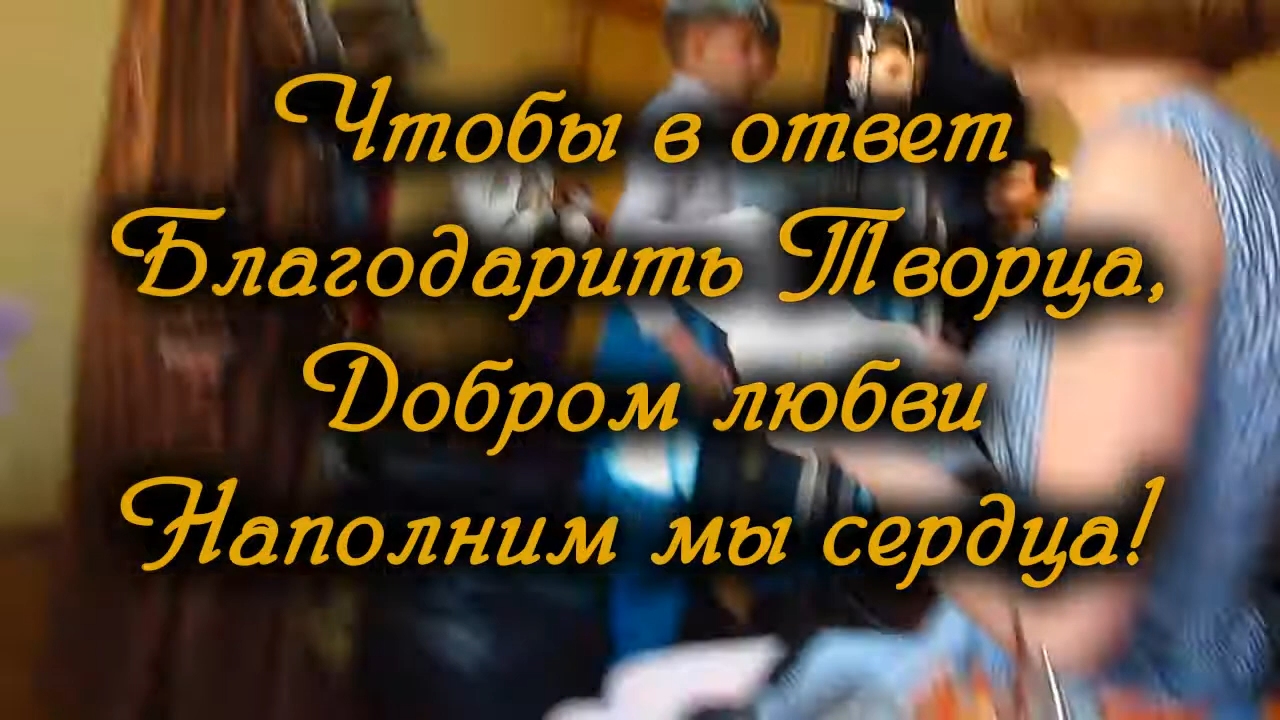 Чтобы в ответ
Благодарить Творца,
Добром любви
Наполним мы сердца!